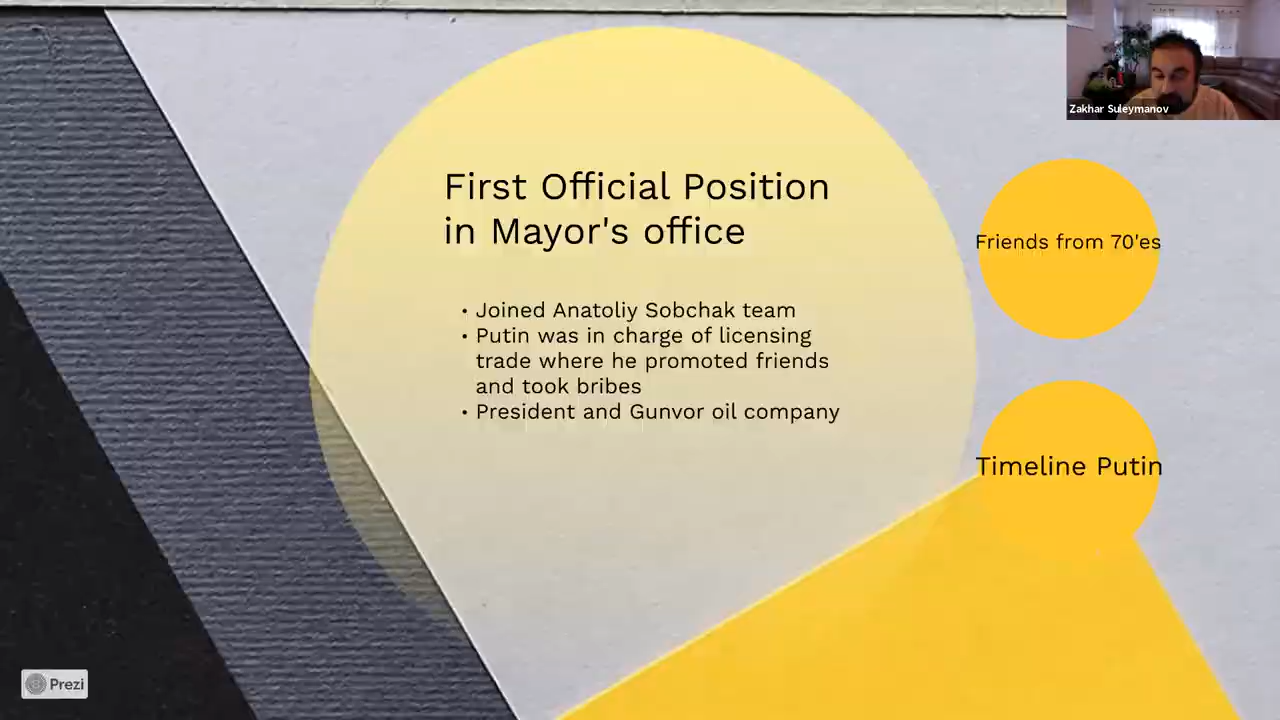 Zakhar Suleymanov
First Official Position
in Mayor's office
• Joined Anatoliy Sobchak team
• Putin was in charge of licensing
trade where he promoted friends
and took bribes
• President and Gunvor oil company
Friends from 70'es
Timeline Putin
Prezi